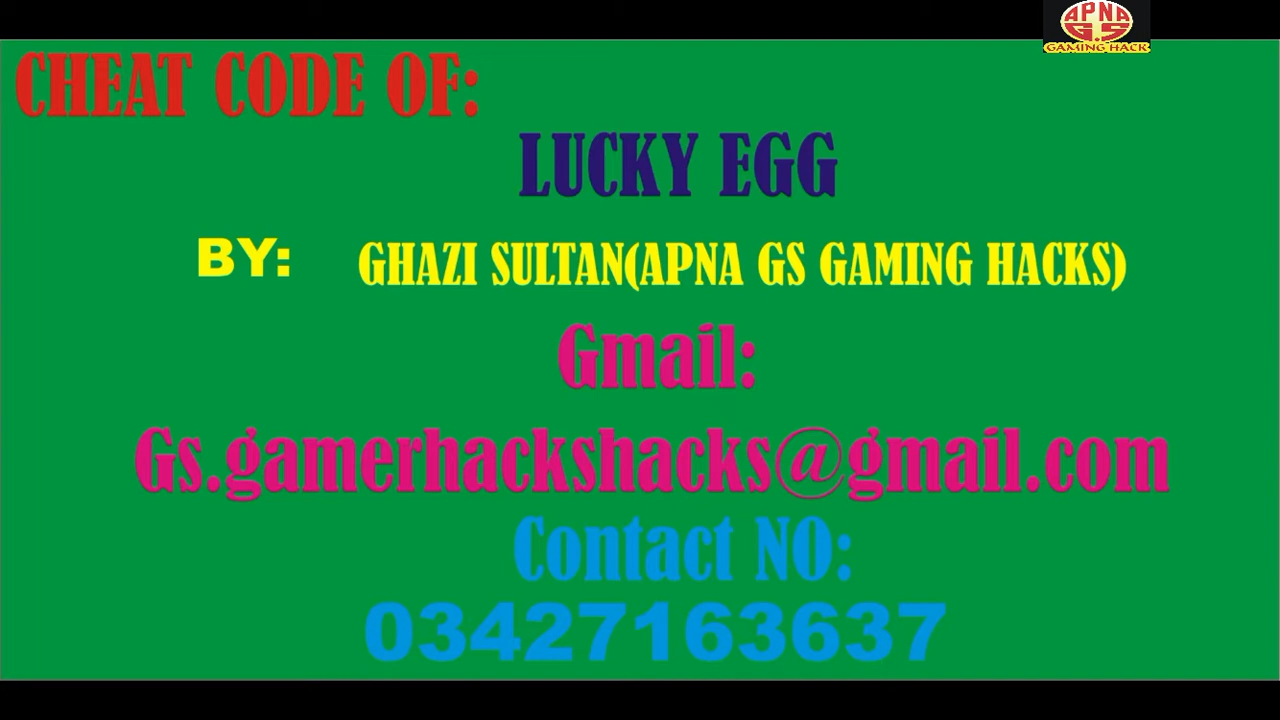 APNA
G.S
GAMING HACK
CHEAT CODE OF:
LUCKY EGG
BY: GHAZI SULTAN(APNA GS GAMING HACKS)
Gmail:
Gs.gamerhackshacks@gmail.com
Contact NO:
03427163637